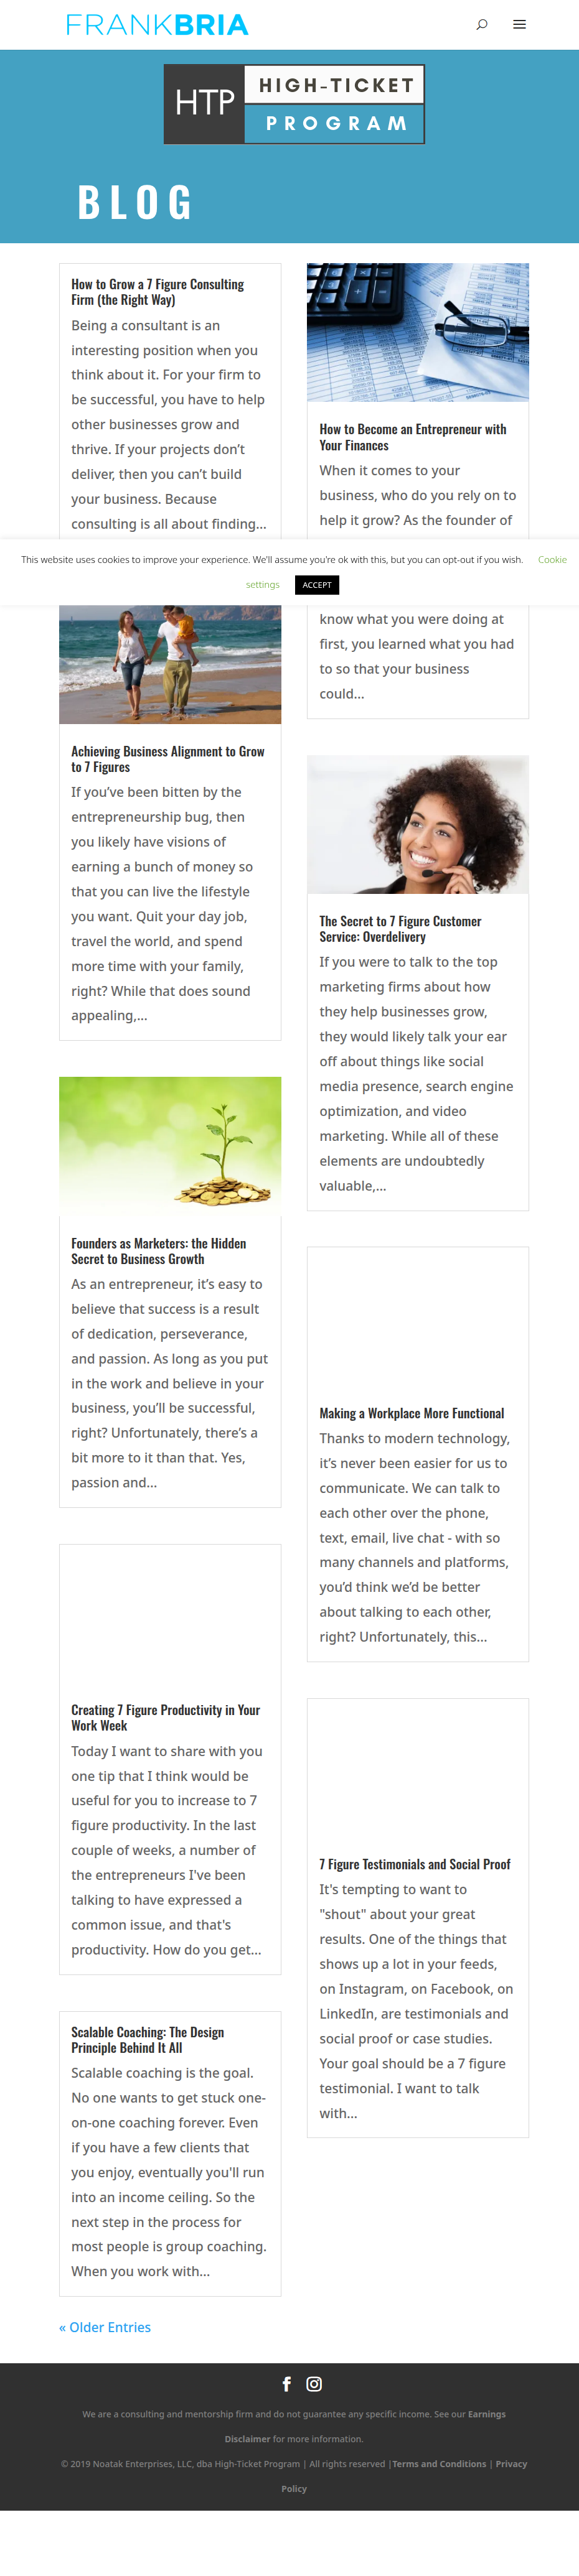 FRANKBRIA
HTP
HIGH-TICKET
PROGRAM
BLOG
How to Grow a 7 Figure Consulting
Firm (the Right Way)
Being a consultant is an
interesting position when you
think about it. For your firm to
be successful, you have to help
other businesses grow and
thrive. If your projects don’t
deliver, then you can’t build
your business. Because
consulting is all about finding...
Achieving Business Alignment to Grow
to 7 Figures
If you’ve been bitten by the
entrepreneurship bug, then
you likely have visions of
earning a bunch of money so
that you can live the lifestyle
you want. Quit your day job,
travel the world, and spend
more time with your family,
right? While that does sound
appealing,...
Founders as Marketers: the Hidden
Secret to Business Growth
As an entrepreneur, it’s easy to
believe that success is a result
of dedication, perseverance,
and passion. As long as you put
in the work and believe in your
business, you’ll be successful,
right? Unfortunately, there’s a
bit more to it than that. Yes,
passion and...
Creating 7 Figure Productivity in Your
Work Week
Today I want to share with you
one tip that I think would be
useful for you to increase to 7
figure productivity. In the last
couple of weeks, a number of
the entrepreneurs I've been
talking to have expressed a
common issue, and that's
productivity. How do you get...
Scalable Coaching: The Design
Principle Behind It All
Scalable coaching is the goal.
No one wants to get stuck one-
on-one coaching forever. Even
if you have a few clients that
you enjoy, eventually you'll run
into an income ceiling. So the
next step in the process for
most people is group coaching.
When you work with...
How to Become an Entrepreneur with
Your Finances
When it comes to your
business, who do you rely on to
help it grow? As the founder of
know what you were doing at
first, you learned what you had
to so that your business
could...
The Secret to 7 Figure Customer
Service: Overdelivery
If you were to talk to the top
marketing firms about how
they help businesses grow,
they would likely talk your ear
off about things like social
media presence, search engine
optimization, and video
marketing. While all of these
elements are undoubtedly
valuable,...
Making a Workplace More Functional
Thanks to modern technology,
it’s never been easier for us to
communicate. We can talk to
each other over the phone,
text, email, live chat - with so
many channels and platforms,
you’d think we’d be better
about talking to each other,
right? Unfortunately, this...
7 Figure Testimonials and Social Proof
It's tempting to want to
"shout" about your great
results. One of the things that
shows up a lot in your feeds,
on Instagram, on Facebook, on
LinkedIn, are testimonials and
social proof or case studies.
Your goal should be a 7 figure
testimonial. I want to talk
with...
This website uses cookies to improve your experience. We'll assume you're ok with this, but you can opt-out if you wish. Cookie
settings ACCEPT
« Older Entries
We are a consulting and mentorship firm and do not guarantee any specific income. See our Earnings
Disclaimer for more information.
© 2019 Noatak Enterprises, LLC, dba High-Ticket Program | All rights reserved |Terms and Conditions | Privacy
Policy